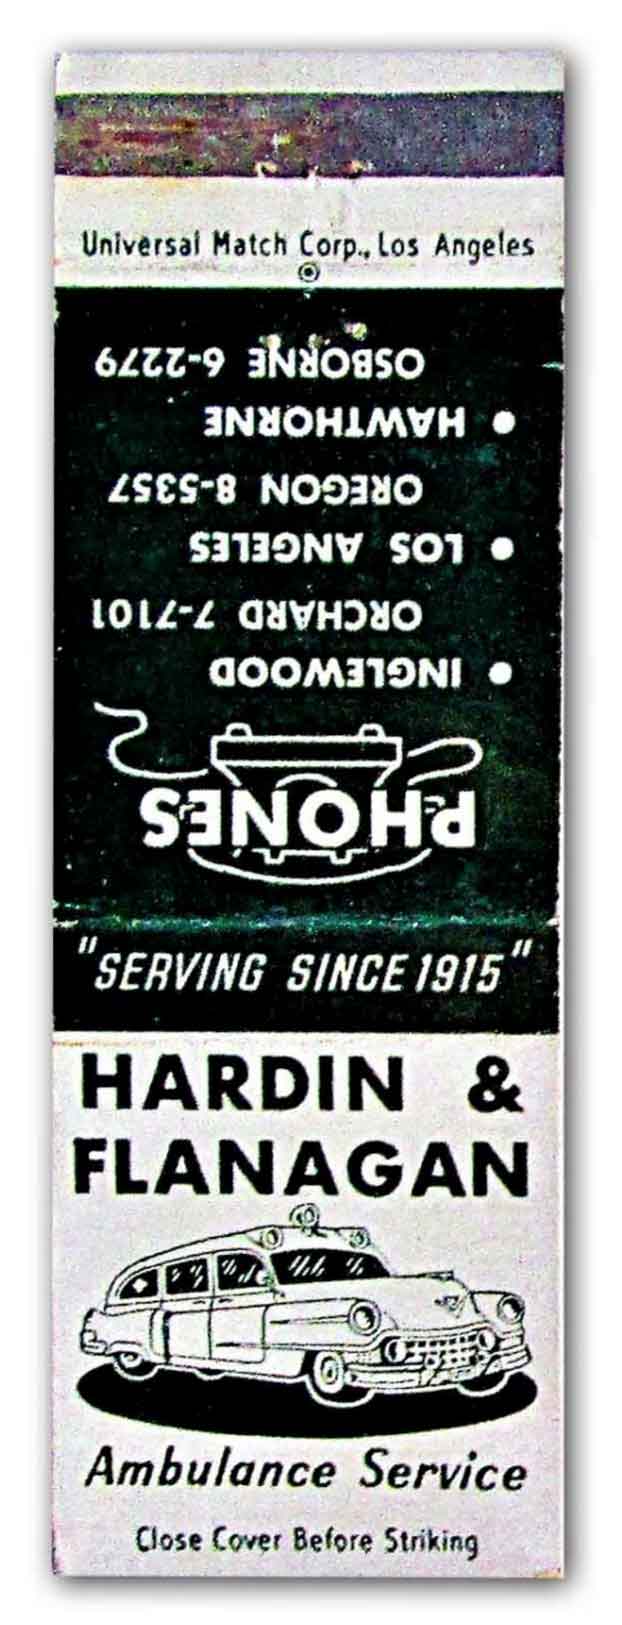 Universal Match Corp., Los Angeles
PHONES
• INGLEWOOD
ORCHARD 7-7101
• LOS ANGELES
OREGON 8-5357
• HAWTHORNE
OSBORNE 6-2279
"SERVING SINCE 1915"
HARDIN &
FLANAGAN
Ambulance Service
Close Cover Before Striking